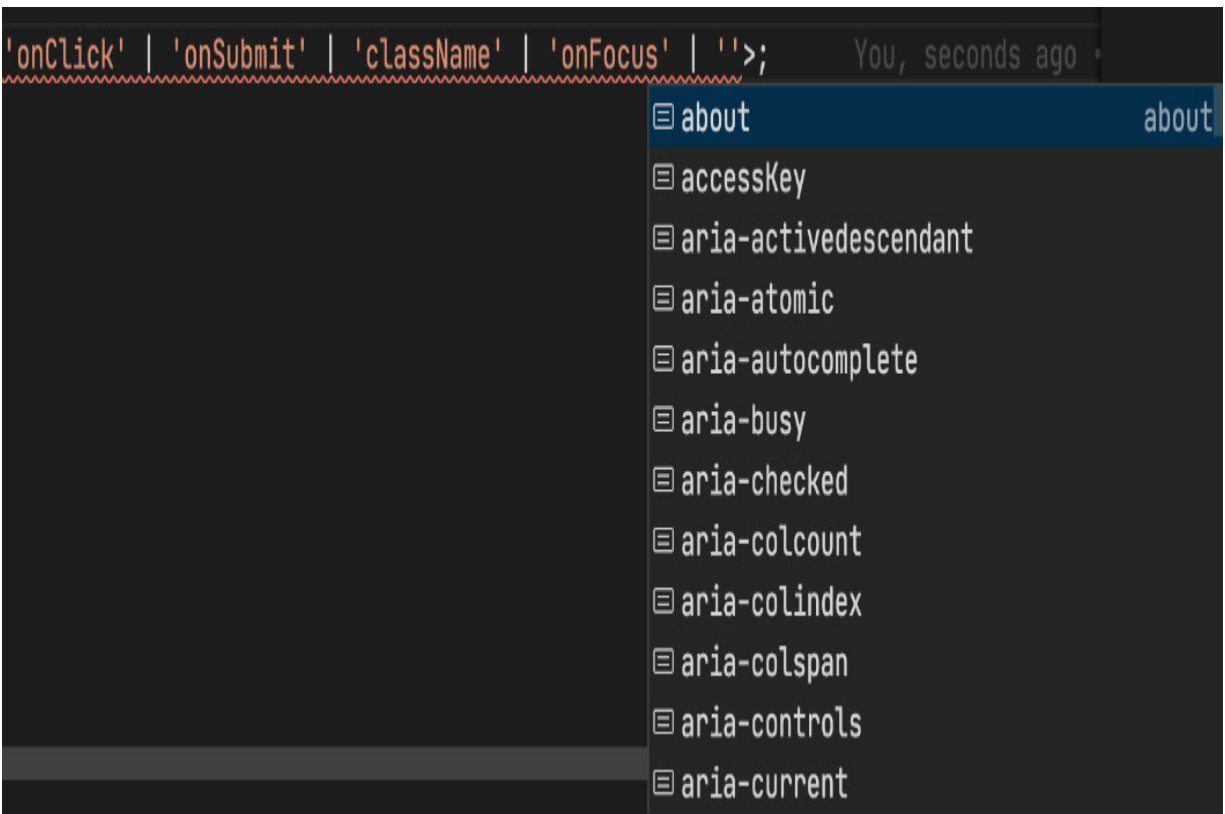 'onClick' | 'onSubmit' | 'className' | 'onFocus' | ''>; You, seconds ago •
about about
accessKey
aria-activedescendant
aria-atomic
aria-autocomplete
aria-busy
aria-checked
aria-colcount
aria-colindex
aria-colspan
aria-controls
aria-current